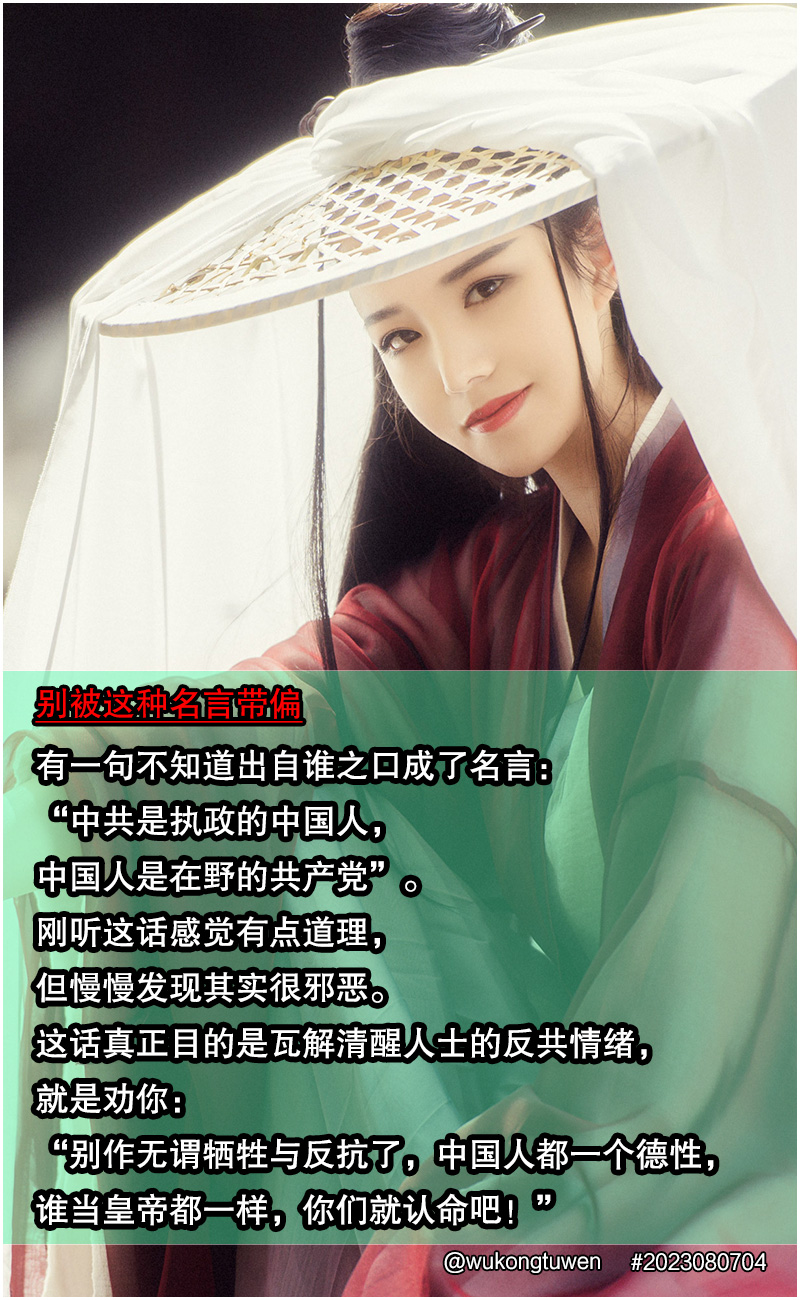 别被这种名言带偏
有一句不知道出自谁之口成了名言：
“中共是执政的中国人，
中国人是在野的共产党”。
刚听这话感觉有点道理，
但慢慢发现其实很邪恶。
这话真正目的是瓦解清醒人士的反共情绪，
就是劝你：
“别作无谓牺牲与反抗了，中国人都一个德性，
谁当皇帝都一样，你们就认命吧！”
@wukongtuwen #2023080704